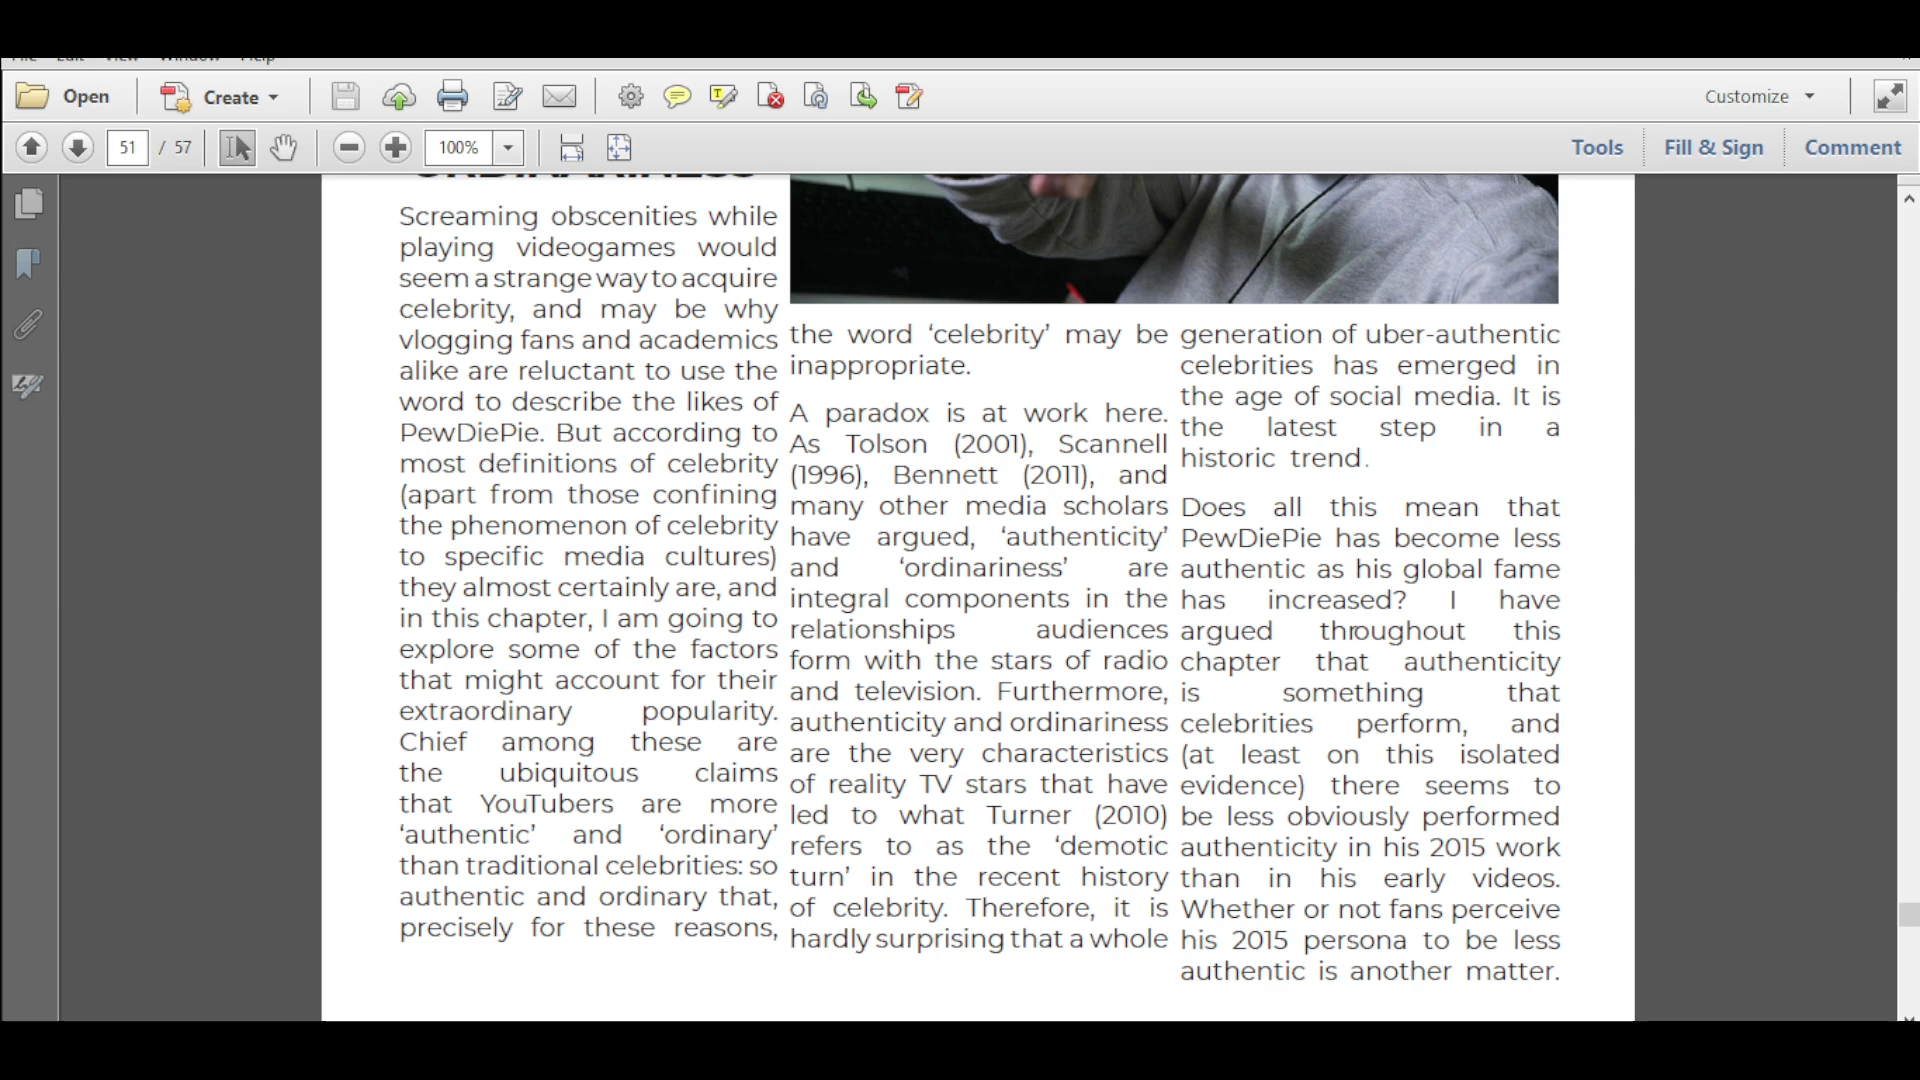 File Edit View Window Help
Open Create Customize
51 / 57 100% Tools Fill & Sign Comment
ORDINARINESS
Screaming obscenities while
playing videogames would
seem a strange way to acquire
celebrity, and may be why
vlogging fans and academics
alike are reluctant to use the
word to describe the likes of
PewDiePie. But according to
most definitions of celebrity
(apart from those confining
the phenomenon of celebrity
to specific media cultures)
they almost certainly are, and
in this chapter, I am going to
explore some of the factors
that might account for their
extraordinary popularity.
Chief among these are
the ubiquitous claims
that YouTubers are more
‘authentic’ and ‘ordinary’
than traditional celebrities: so
authentic and ordinary that,
precisely for these reasons,
the word ‘celebrity’ may be
inappropriate.
A paradox is at work here.
As Tolson (2001), Scannell
(1996), Bennett (2011), and
many other media scholars
have argued, ‘authenticity’
and ‘ordinariness’ are
integral components in the
relationships audiences
form with the stars of radio
and television. Furthermore,
authenticity and ordinariness
are the very characteristics
of reality TV stars that have
led to what Turner (2010)
refers to as the ‘demotic
turn’ in the recent history
of celebrity. Therefore, it is
hardly surprising that a whole
generation of uber-authentic
celebrities has emerged in
the age of social media. It is
the latest step in a
historic trend.
Does all this mean that
PewDiePie has become less
authentic as his global fame
has increased? I have
argued throughout this
chapter that authenticity
is something that
celebrities perform, and
(at least on this isolated
evidence) there seems to
be less obviously performed
authenticity in his 2015 work
than in his early videos.
Whether or not fans perceive
his 2015 persona to be less
authentic is another matter.